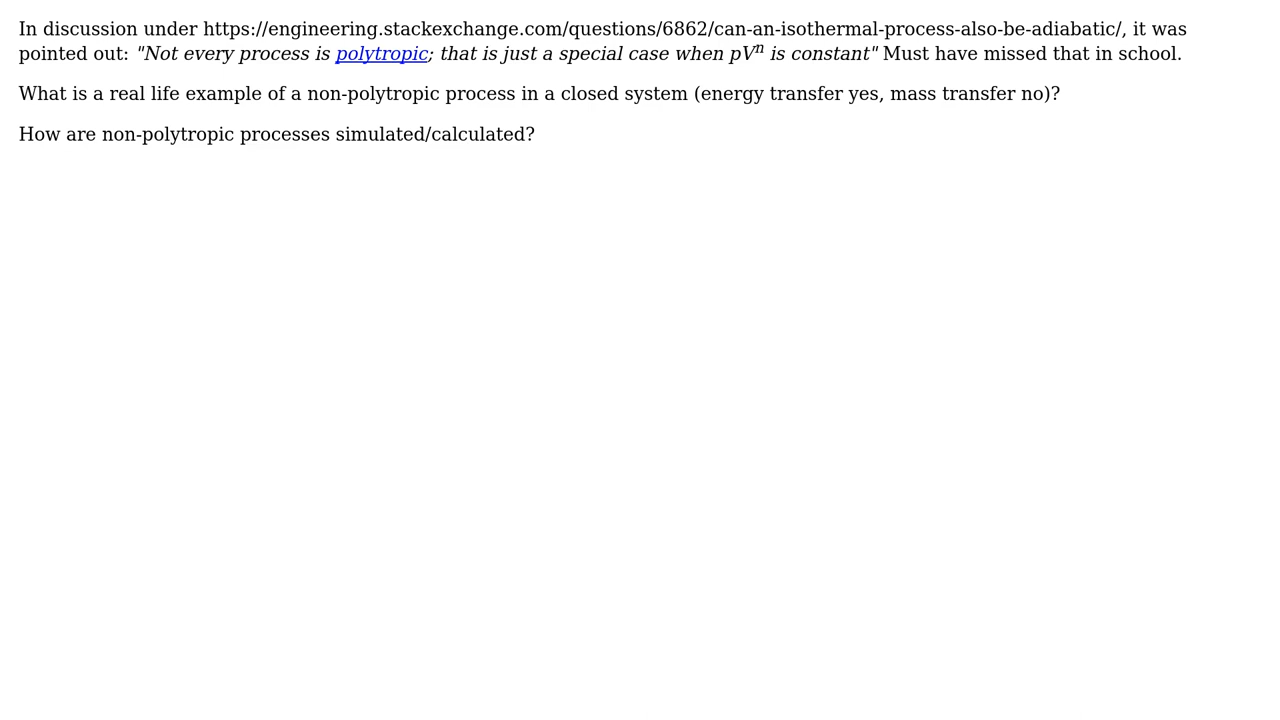 In discussion under https://engineering.stackexchange.com/questions/6862/can-an-isothermal-process-also-be-adiabatic/, it was
pointed out: "Not every process is polytropic; that is just a special case when pVⁿ is constant" Must have missed that in school.
What is a real life example of a non-polytropic process in a closed system (energy transfer yes, mass transfer no)?
How are non-polytropic processes simulated/calculated?